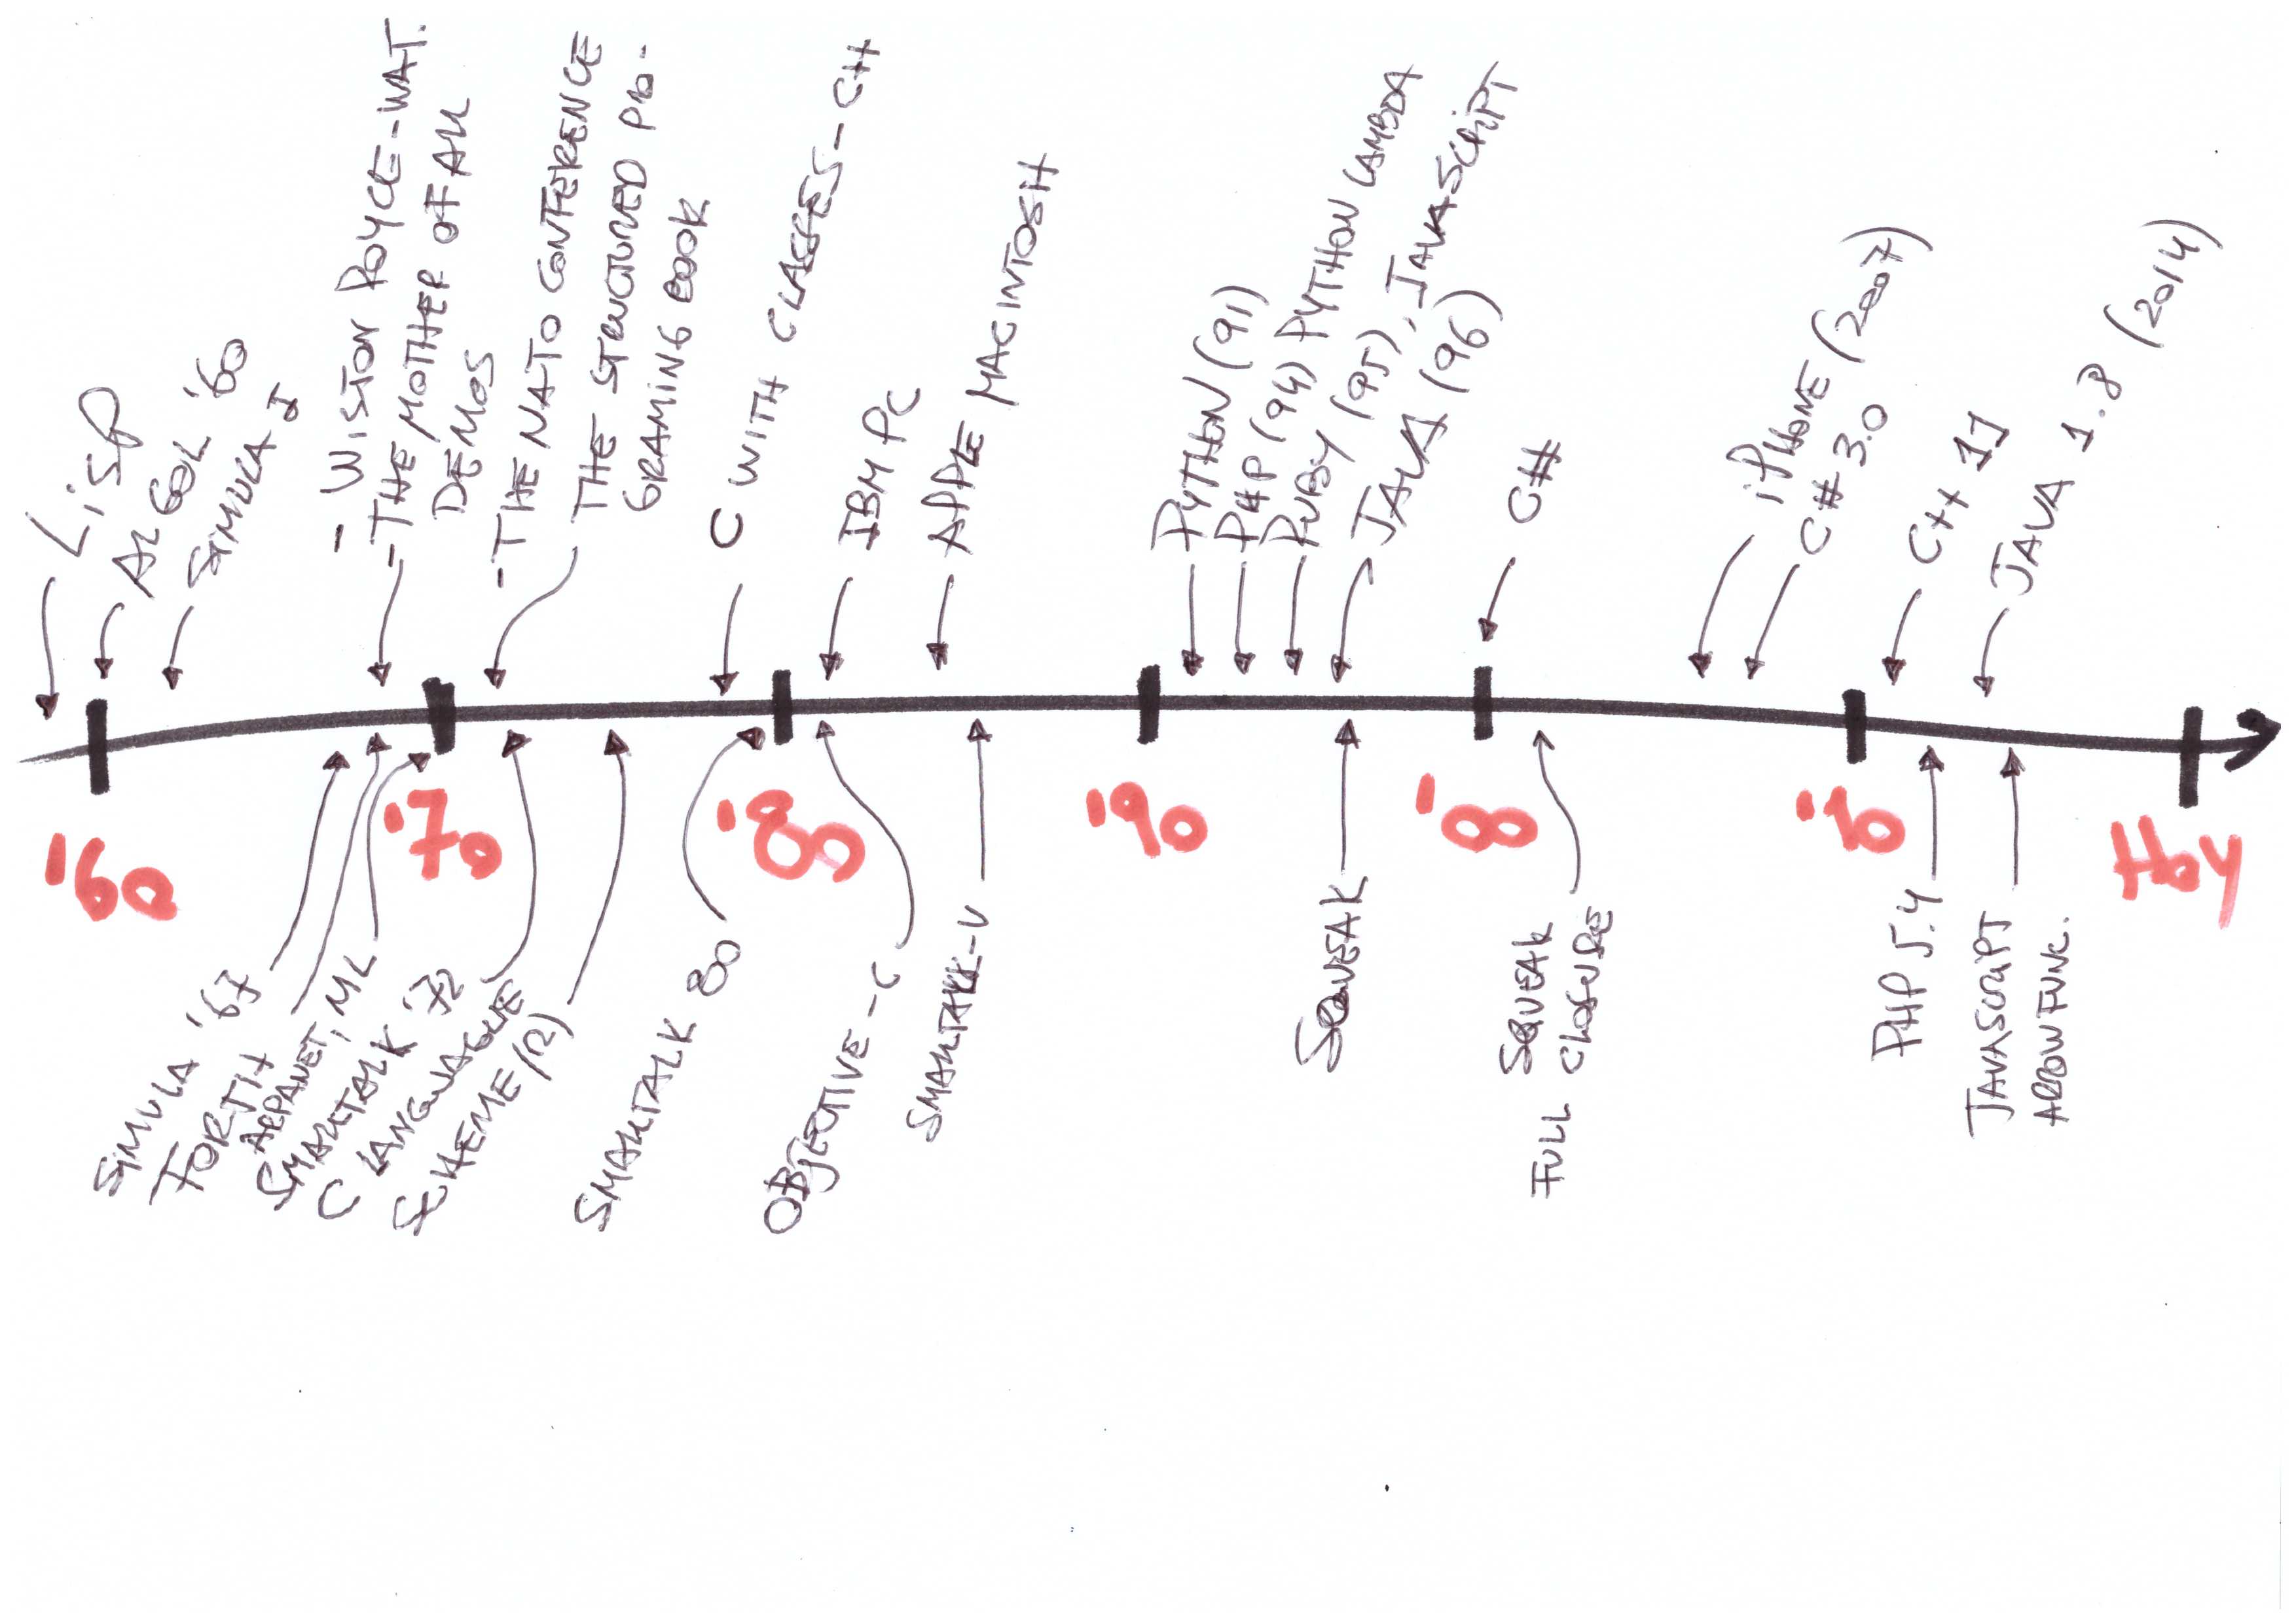 LISP
ALGOL '60
SIMULA I
- WISTON ROYCE-WAT.
- THE MOTHER OF ALL
DEMOS
- THE NATO CONFERENCE
THE STRUCTURED PRO-
GRAMING BOOK
C WITH CLASSES - C++
IBM PC
APPLE MACINTOSH
PYTHON (91)
PHP (94) PYTHON LAMBDA
RUBY (95), JAVASCRIPT
JAVA (96)
C#
iPHONE (2007)
C# 3.0
C++ 11
JAVA 1.8 (2014)
'60
'70
'80
'90
'00
'10
Hoy
SIMULA '67
FORTH
ARPANET, ML
SMALLTALK '72
C LANGUAGUE
SCHEME (R)
SMALLTALK 80
OBJECTIVE-C
SMALLTALK-V
SQUEAK
SQUEAK
FULL CLOSURE
PHP 5.4
JAVASCRIPT
ARROW FUNC.